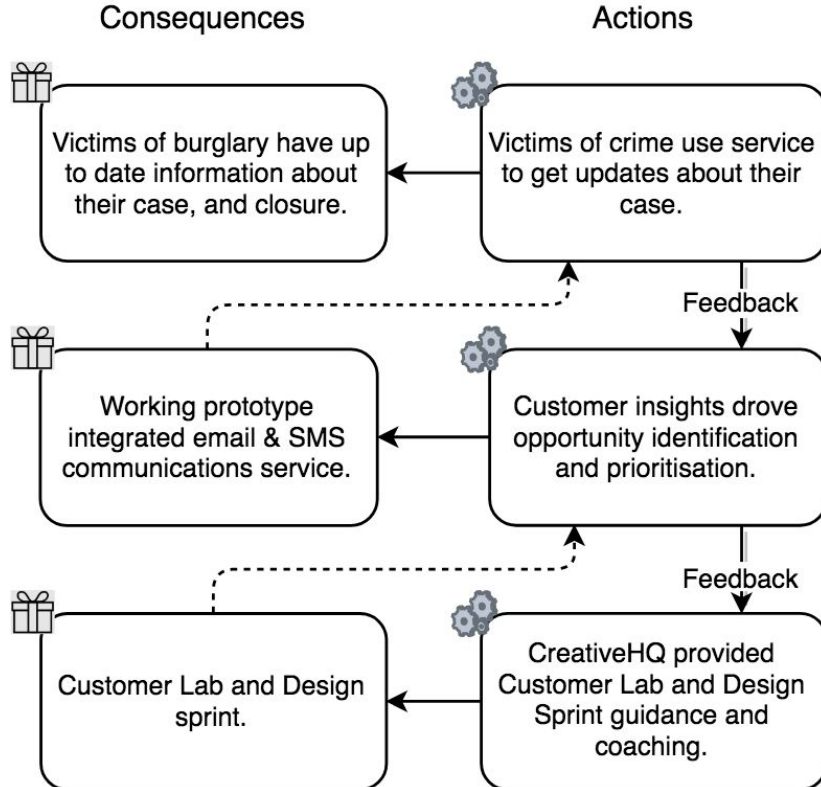 Consequences
Actions
Victims of burglary have up
to date information about
their case, and closure.
Victims of crime use service
to get updates about their
case.
Feedback
Working prototype
integrated email & SMS
communications service.
Customer insights drove
opportunity identification
and prioritisation.
Feedback
Customer Lab and Design
sprint.
CreativeHQ provided
Customer Lab and Design
Sprint guidance and
coaching.